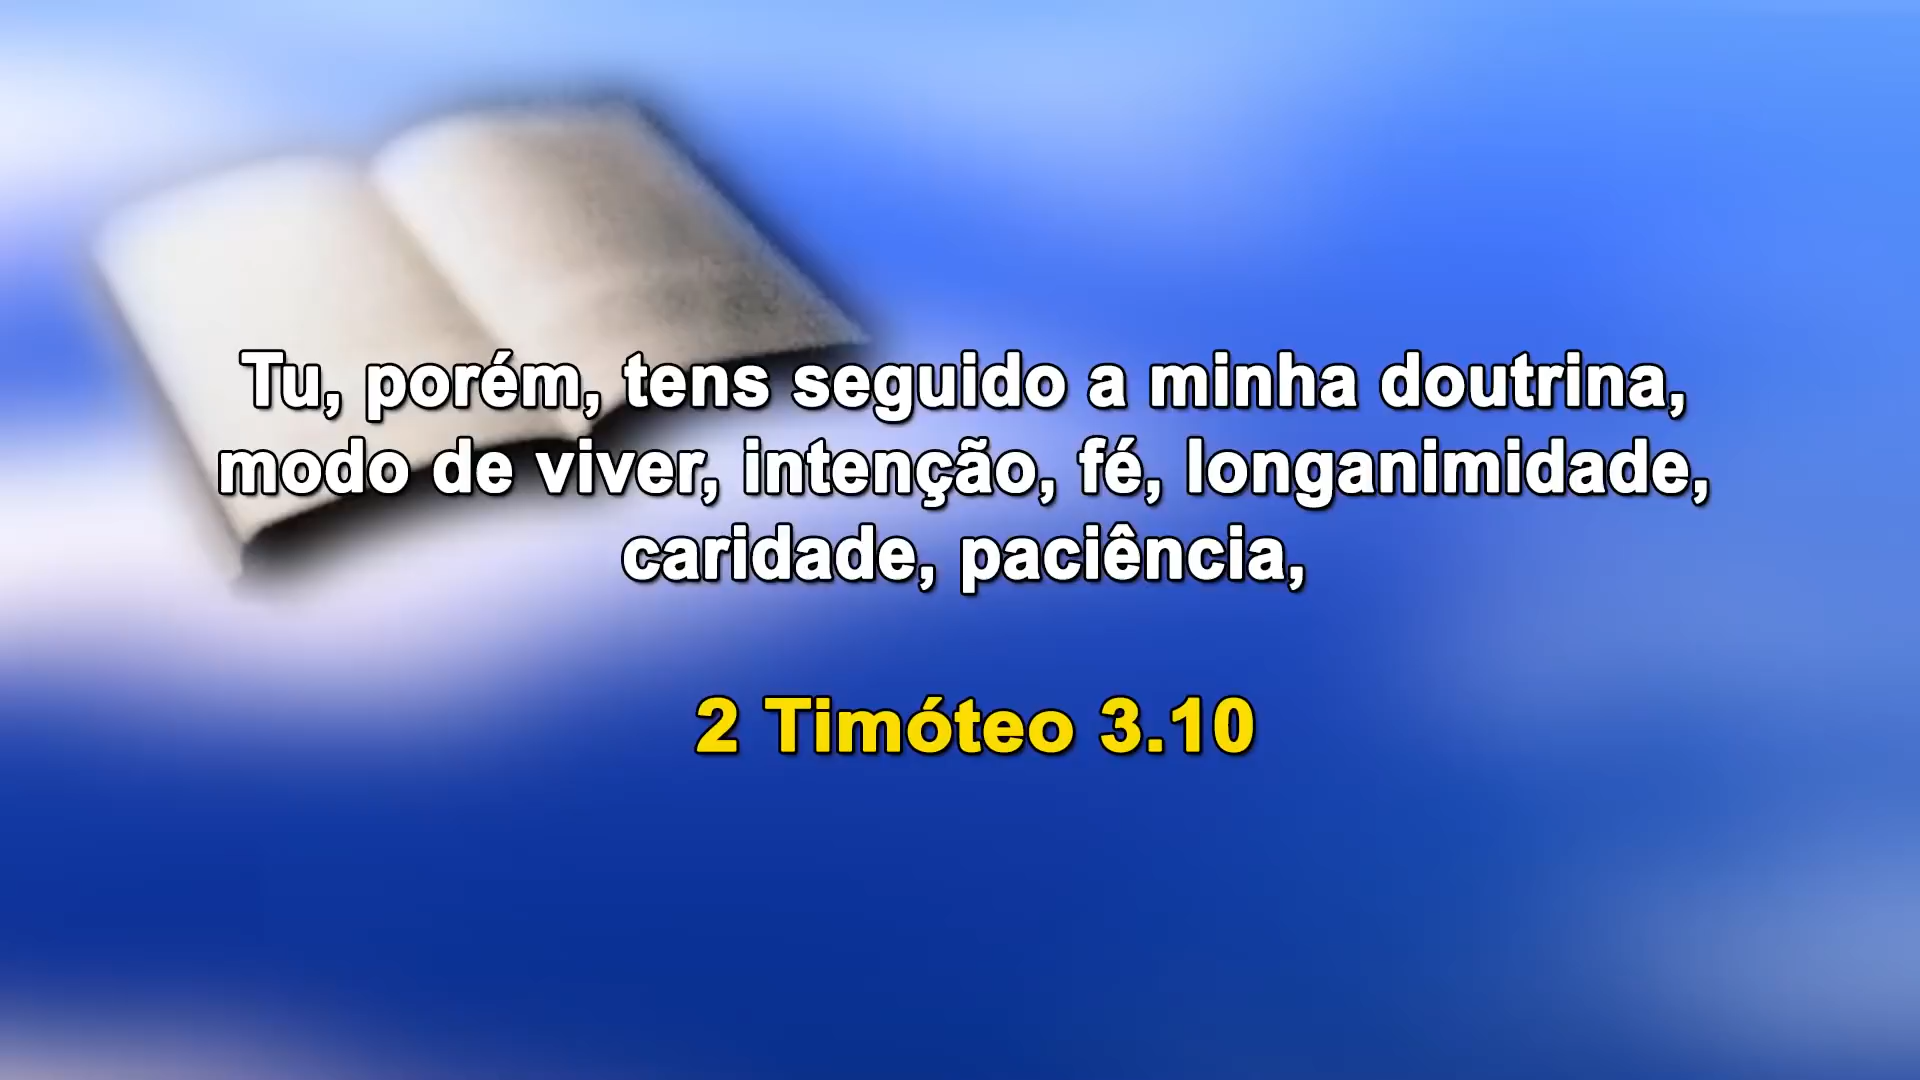 Tu, porém, tens seguido a minha doutrina,
modo de viver, intenção, fé, longanimidade,
caridade, paciência,
2 Timóteo 3.10